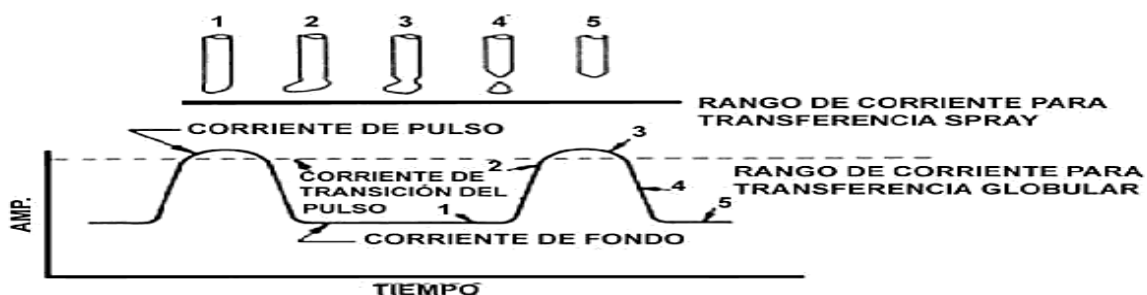 1 2 3 4 5
RANGO DE CORRIENTE PARA
TRANSFERENCIA SPRAY
CORRIENTE DE PULSO
3
CORRIENTE DE
TRANSICIÓN DEL
PULSO
2
RANGO DE CORRIENTE PARA
TRANSFERENCIA GLOBULAR
4
1
5
CORRIENTE DE FONDO
AMP.
TIEMPO